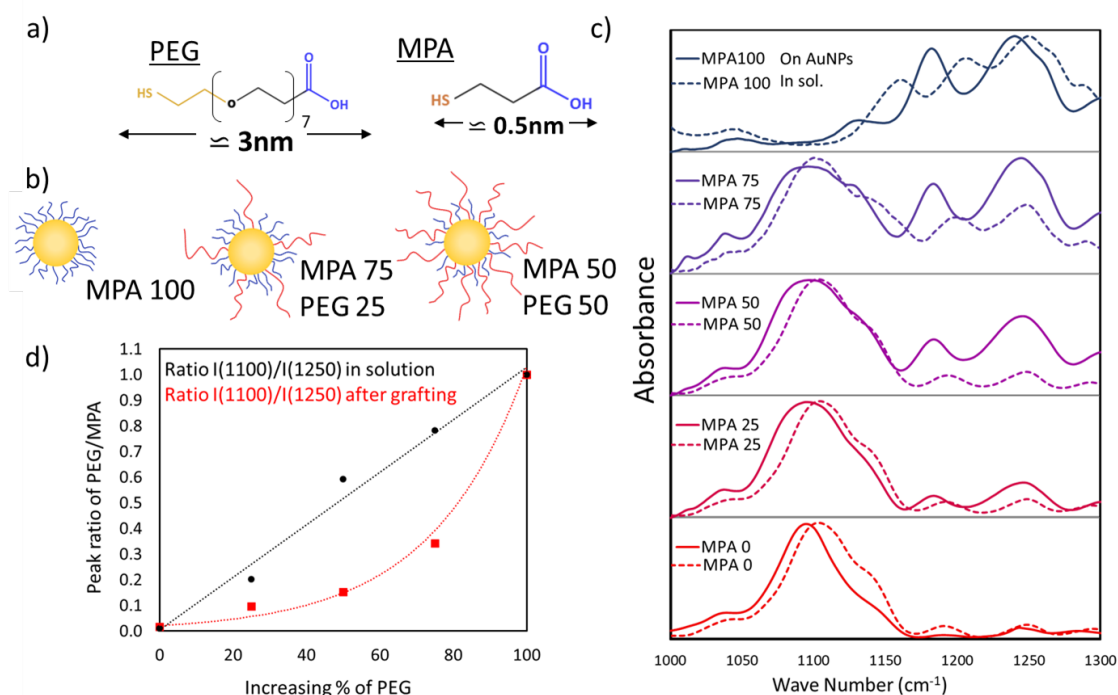 a)
PEG
HS
o
7
O
OH
≃ 3nm
MPA
HS
O
OH
≃ 0.5nm
b)
MPA 100
MPA 75
PEG 25
MPA 50
PEG 50
c)
MPA100 On AuNPs
MPA 100 In sol.
MPA 75
MPA 75
MPA 50
MPA 50
MPA 25
MPA 25
MPA 0
MPA 0
Absorbance
1000 1050 1100 1150 1200 1250 1300
Wave Number (cm⁻¹)
d)
Ratio I(1100)/I(1250) in solution
Ratio I(1100)/I(1250) after grafting
Peak ratio of PEG/MPA
1.1
1.0
0.9
0.8
0.7
0.6
0.5
0.4
0.3
0.2
0.1
0.0
0 20 40 60 80 100
Increasing % of PEG